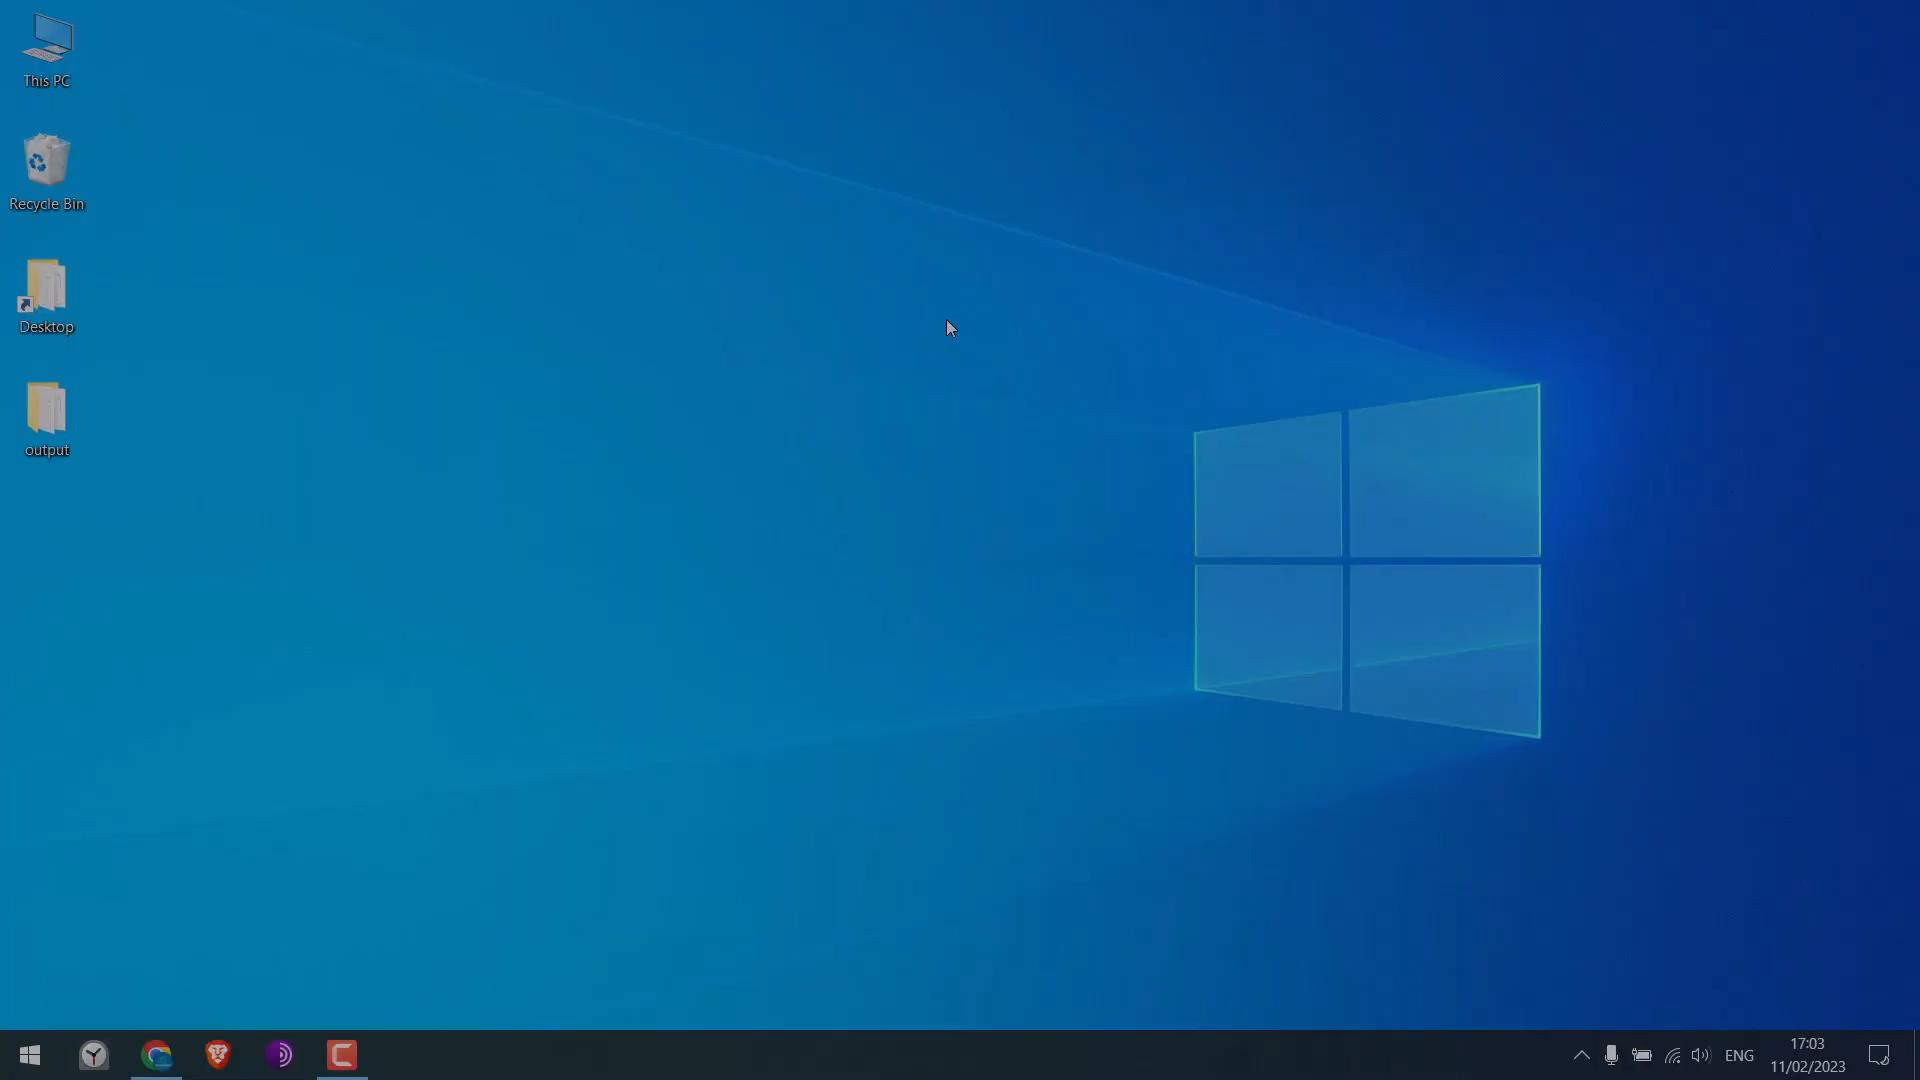 This PC
Recycle Bin
Desktop
output
ENG
17:03
11/02/2023